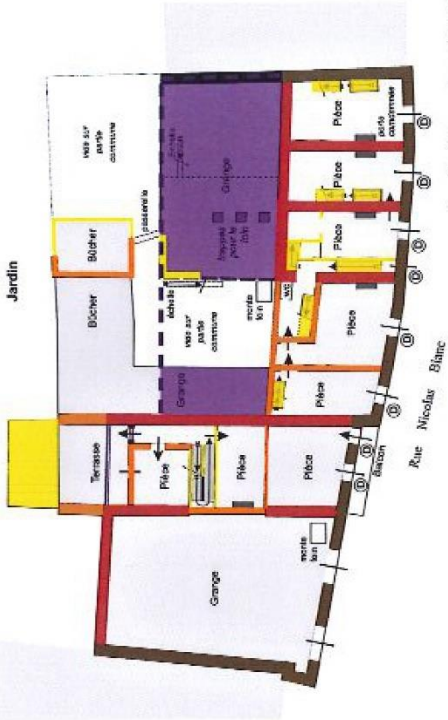 Jardin
vide sur
partie
commune
Bûcher
passerelle
Bûcher
Terrasse
échelle
vide sur
partie
commune
monte
foin
Grange
Grange
trappes
pour le
foin
Pièce
Pièce
Pièce
wc
Pièce
Pièce
Pièce
Pièce
Pièce
porte
condamnée
Grange
monte
foin
Balcon
D
D
D
D
D
D
D
D
Rue Nicolas Blanc